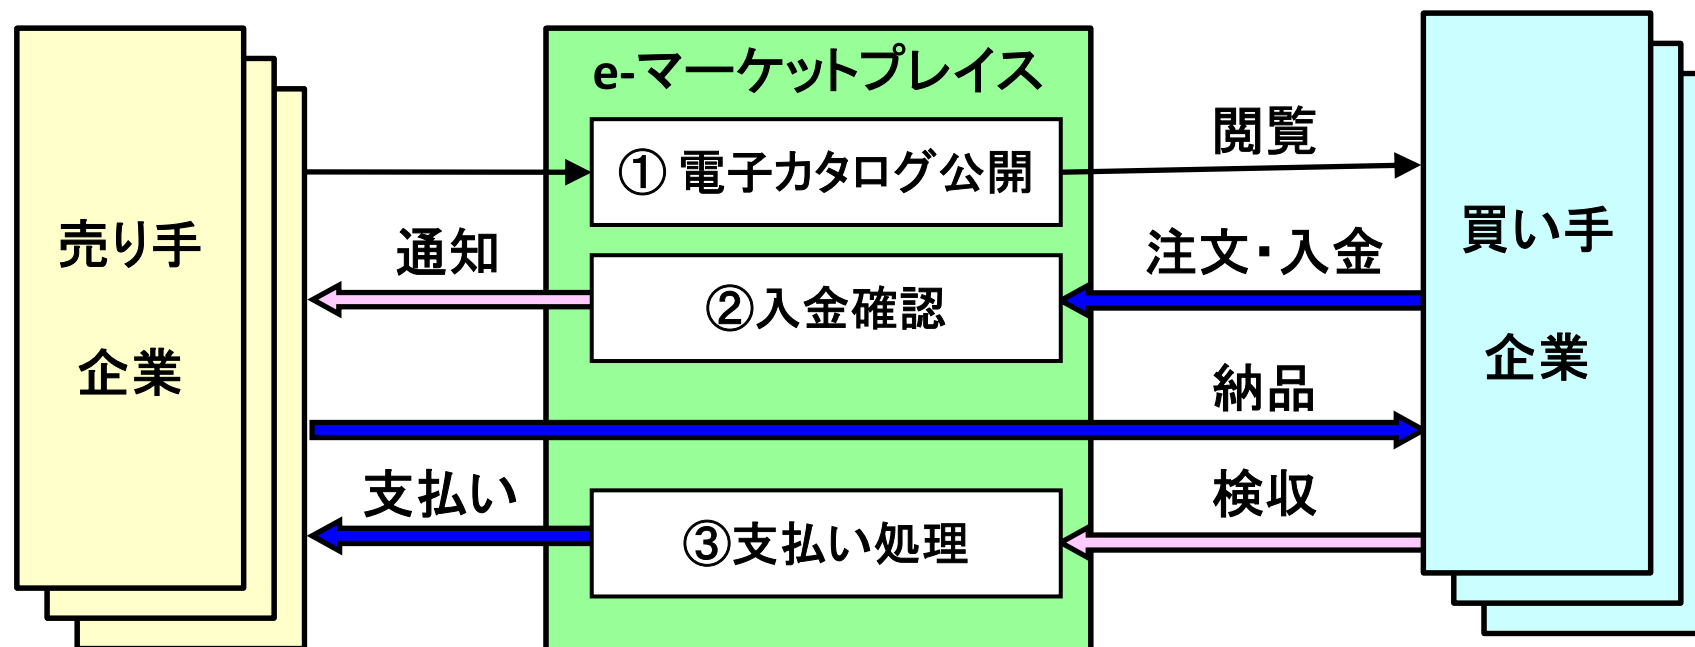 e-マーケットプレイス
閲覧
①電子カタログ公開
売り手
企業
買い手
企業
通知
注文・入金
②入金確認
納品
支払い
検収
③支払い処理